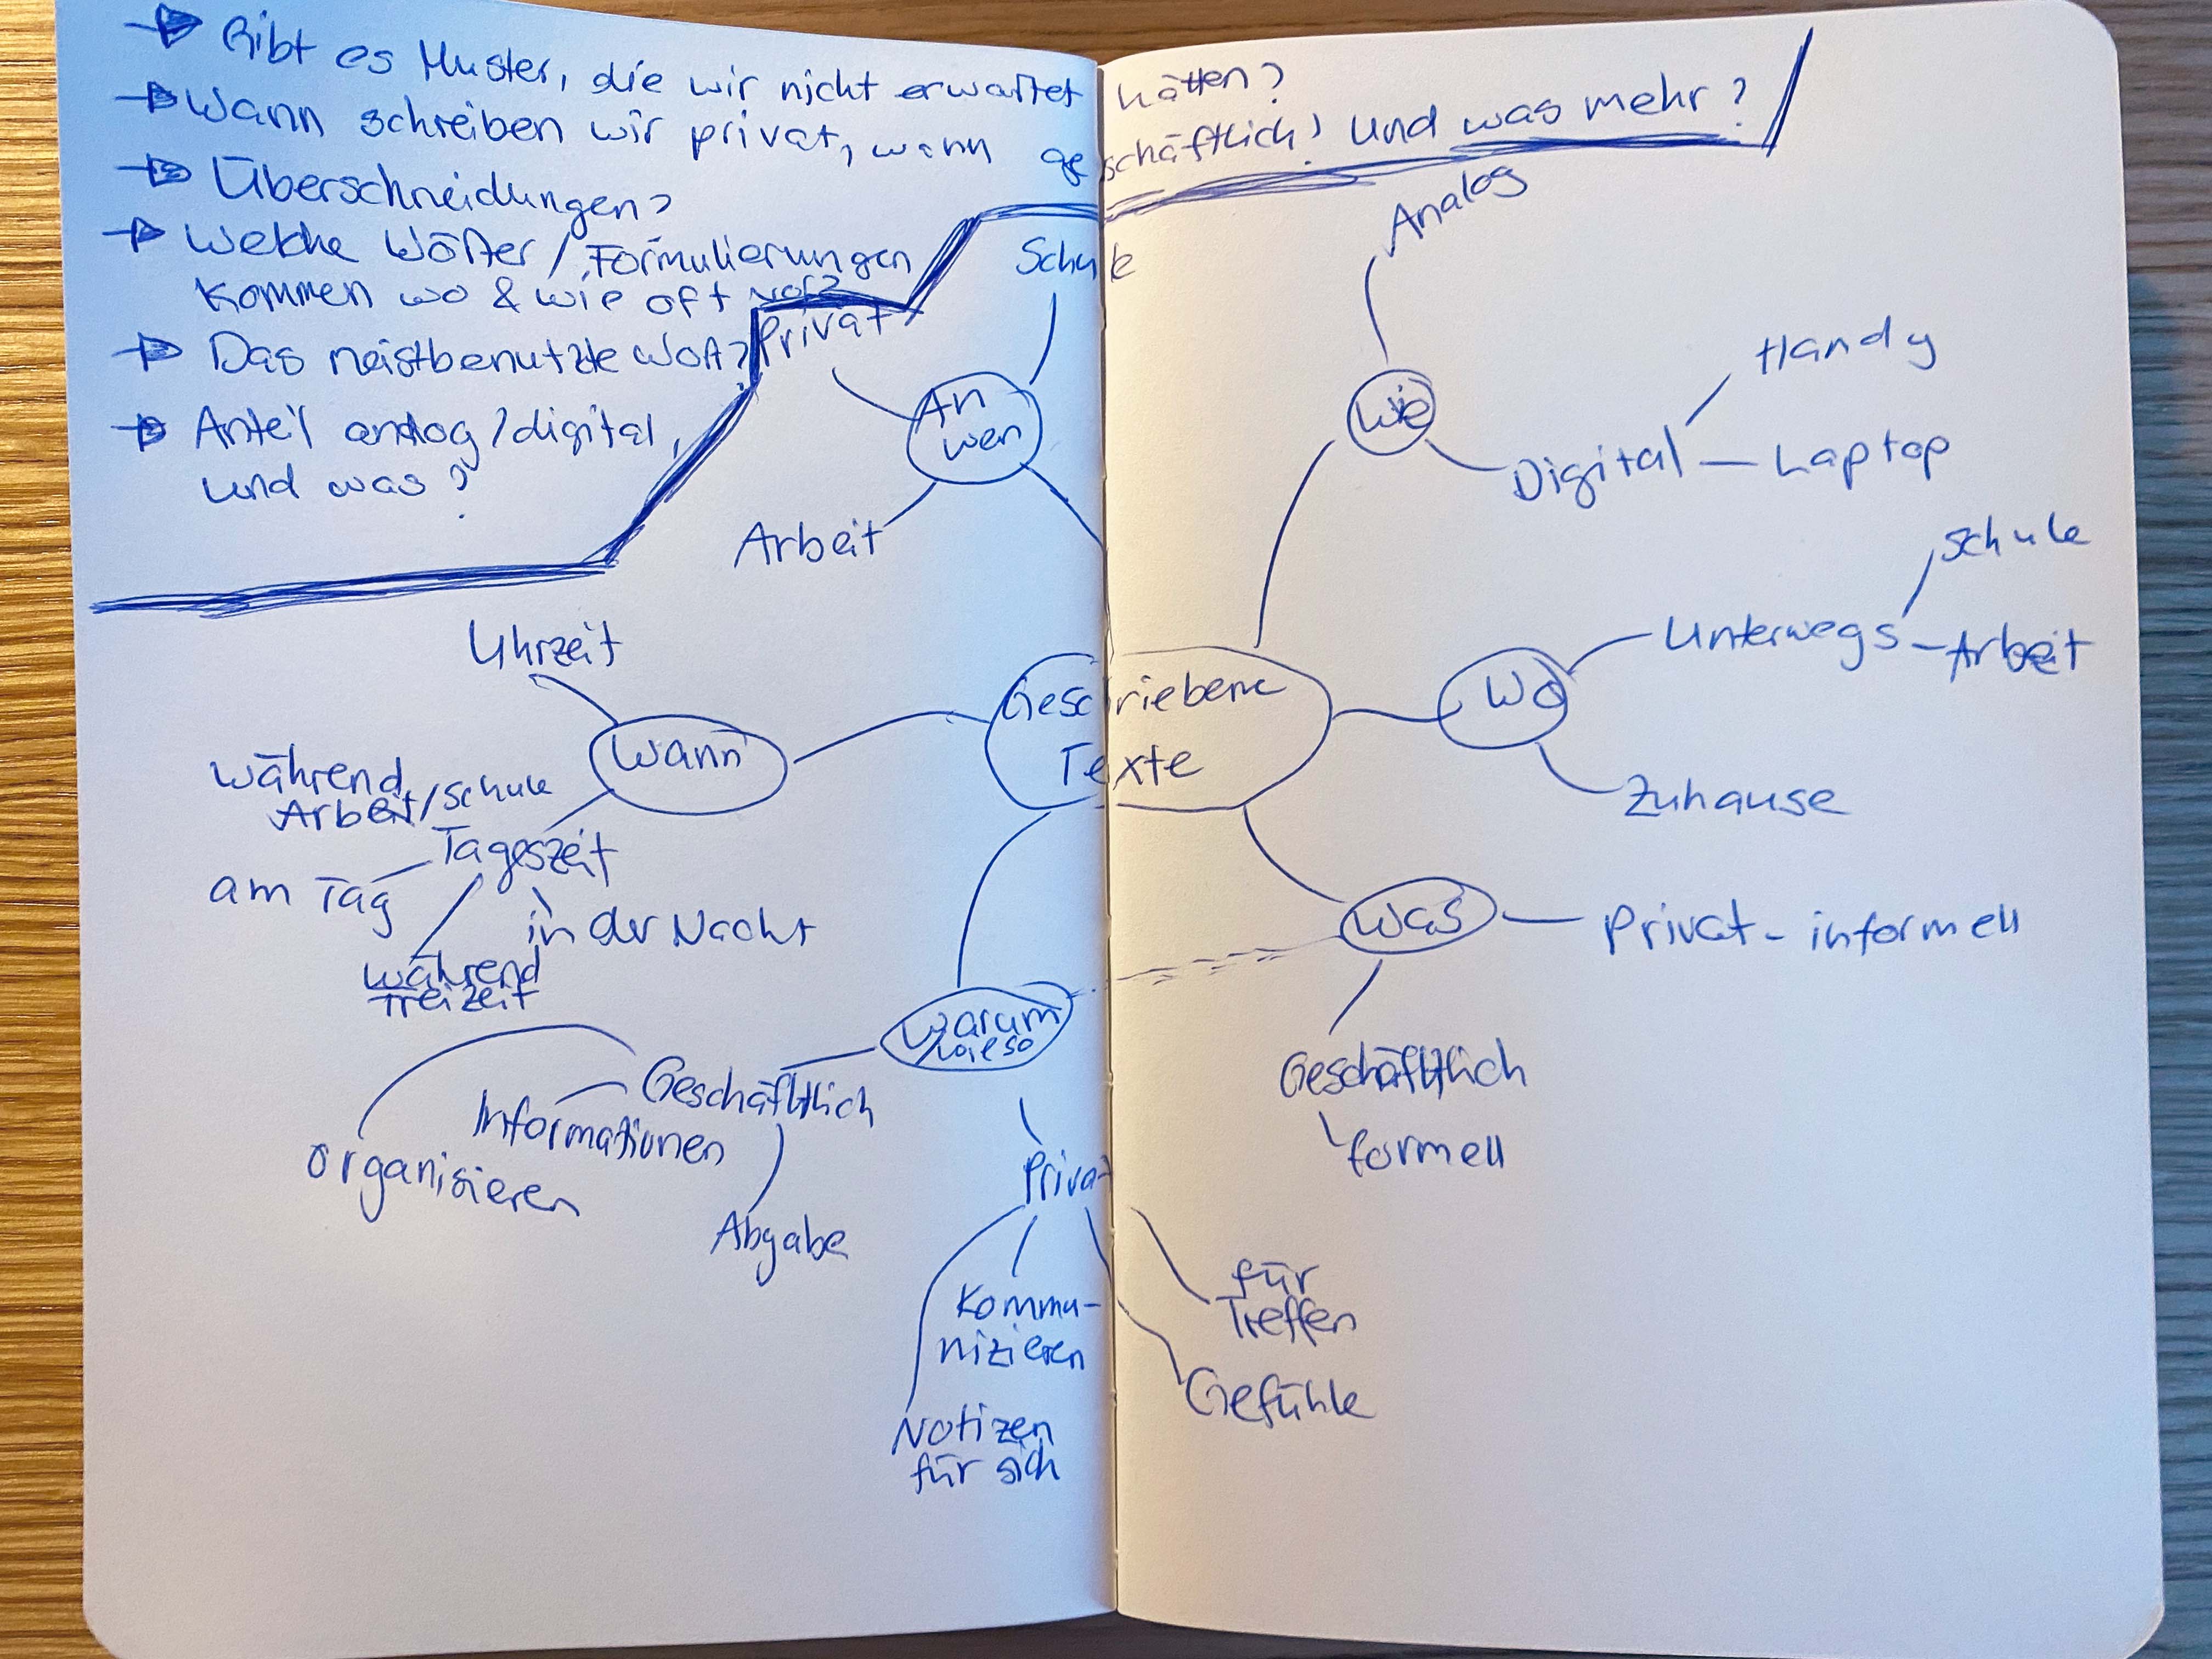 Gibt es Muster, die wir nicht erwartet hätten?
Wann schreiben wir privat, wann geschäftlich? Und was mehr?
Überschneidungen?
Welche Wörter / Formulierungen
kommen wo & wie oft vor?
Das meistbenutzte Wort?
Anteil analog / digital,
und was?
Schule
Privat
An
wen
Arbeit
Analog
Wie
Handy
Digital - Laptop
Schule
Unterwegs - Arbeit
Wo
Zuhause
Geschriebene
Texte
Uhrzeit
Wann
während
Arbeit/Schule
Tageszeit
am Tag
in der Nacht
während
Freizeit
Was
Privat - informell
Geschäftlich
formell
Warum
/wieso
Geschäftlich
Informationen
organisieren
Abgabe
Privat
Kommu-
nizieren
Notizen
für sich
für
Treffen
Gefühle